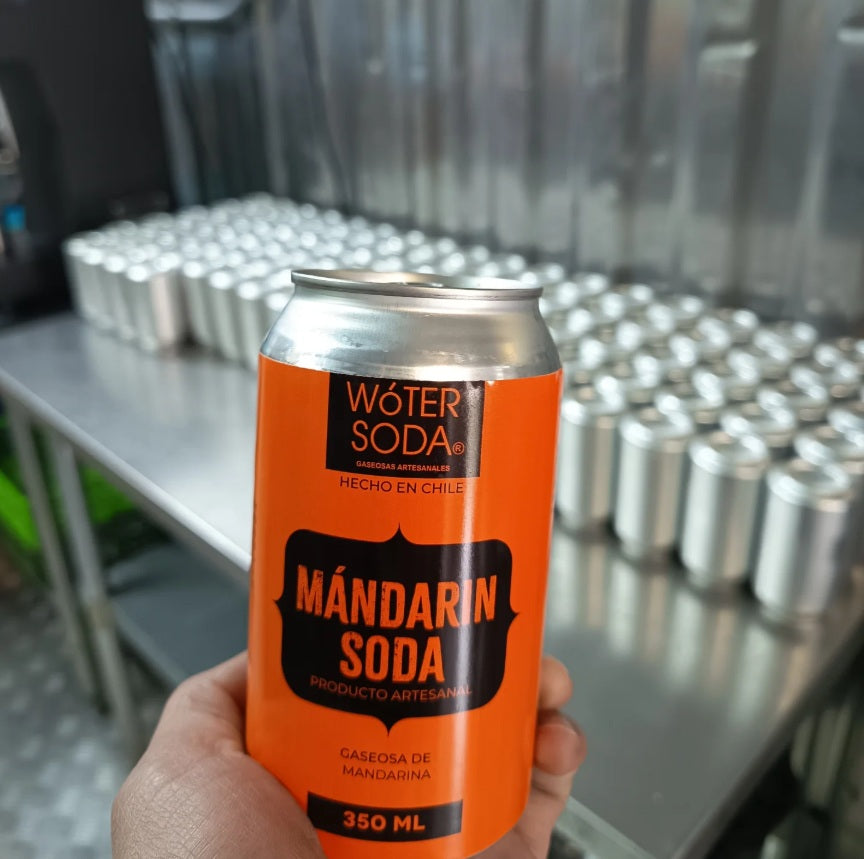 WóTER
SODA®
GASEOSAS ARTESANALES
HECHO EN CHILE
MÁNDARIN
SODA
PRODUCTO ARTESANAL
GASEOSA DE
MANDARINA
350 ML